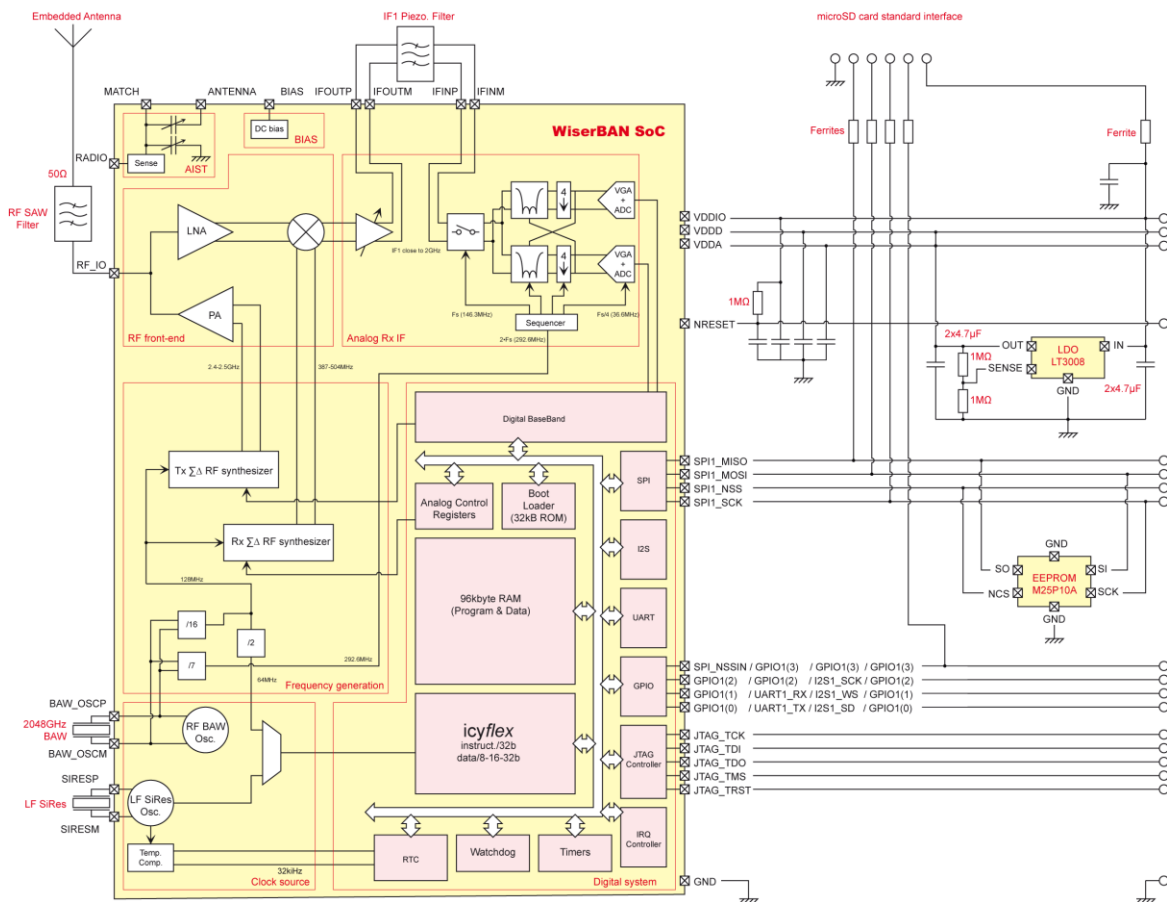 Embedded Antenna
IF1 Piezo. Filter
microSD card standard interface
MATCH
ANTENNA
BIAS
IFOUTP
IFOUTM
IFINP
IFINM
WiserBAN SoC
DC bias
BIAS
Ferrites
Ferrite
RADIO
Sense
AIST
50Ω
RF SAW
Filter
LNA
4
VGA
+
ADC
IF1 close to 2GHz
4
VGA
+
ADC
VDDIO
VDDD
VDDA
RF_IO
PA
Fs (146.3MHz)
Fs/4 (36.6MHz)
Sequencer
2•Fs (292.6MHz)
RF front-end
Analog Rx IF
1MΩ
NRESET
2x4.7µF
OUT
LDO
LT3008
IN
1MΩ
SENSE
1MΩ
GND
2x4.7µF
2.4-2.5GHz
387-504MHz
Digital BaseBand
Tx ∑Δ RF synthesizer
Analog Control
Registers
Boot
Loader
(32kB ROM)
SPI
SPI1_MISO
SPI1_MOSI
SPI1_NSS
SPI1_SCK
Rx ∑Δ RF synthesizer
I2S
GND
SO
EEPROM
M25P10A
SI
NCS
SCK
GND
128MHz
96kbyte RAM
(Program & Data)
UART
/16
/2
/7
292.6MHz
64MHz
Frequency generation
GPIO
SPI_NSSIN / GPIO1(3) / GPIO1(3) / GPIO1(3)
GPIO1(2) / GPIO1(2) / I2S1_SCK / GPIO1(2)
GPIO1(1) / UART1_RX / I2S1_WS / GPIO1(1)
GPIO1(0) / UART1_TX / I2S1_SD / GPIO1(0)
BAW_OSCP
2048GHz
BAW
BAW_OSCM
RF BAW
Osc.
icyflex
instruct./32b
data/8-16-32b
JTAG
Controller
JTAG_TCK
JTAG_TDI
JTAG_TDO
JTAG_TMS
JTAG_TRST
SIRESP
LF SiRes
SIRESM
LF SiRes
Osc.
Temp.
Comp.
32kiHz
Clock source
RTC
Watchdog
Timers
IRQ
Controller
Digital system
GND